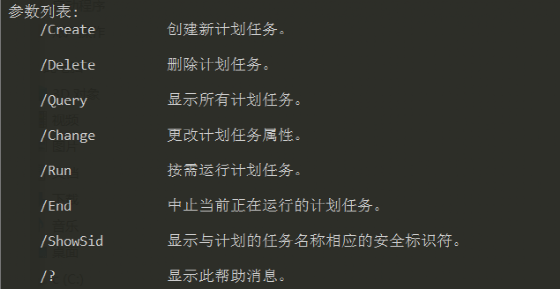 参数列表:
/Create 创建新计划任务。
/Delete 删除计划任务。
/Query 显示所有计划任务。
/Change 更改计划任务属性。
/Run 按需运行计划任务。
/End 中止当前正在运行的计划任务。
/ShowSid 显示与计划的任务名称相应的安全标识符。
/? 显示此帮助消息。